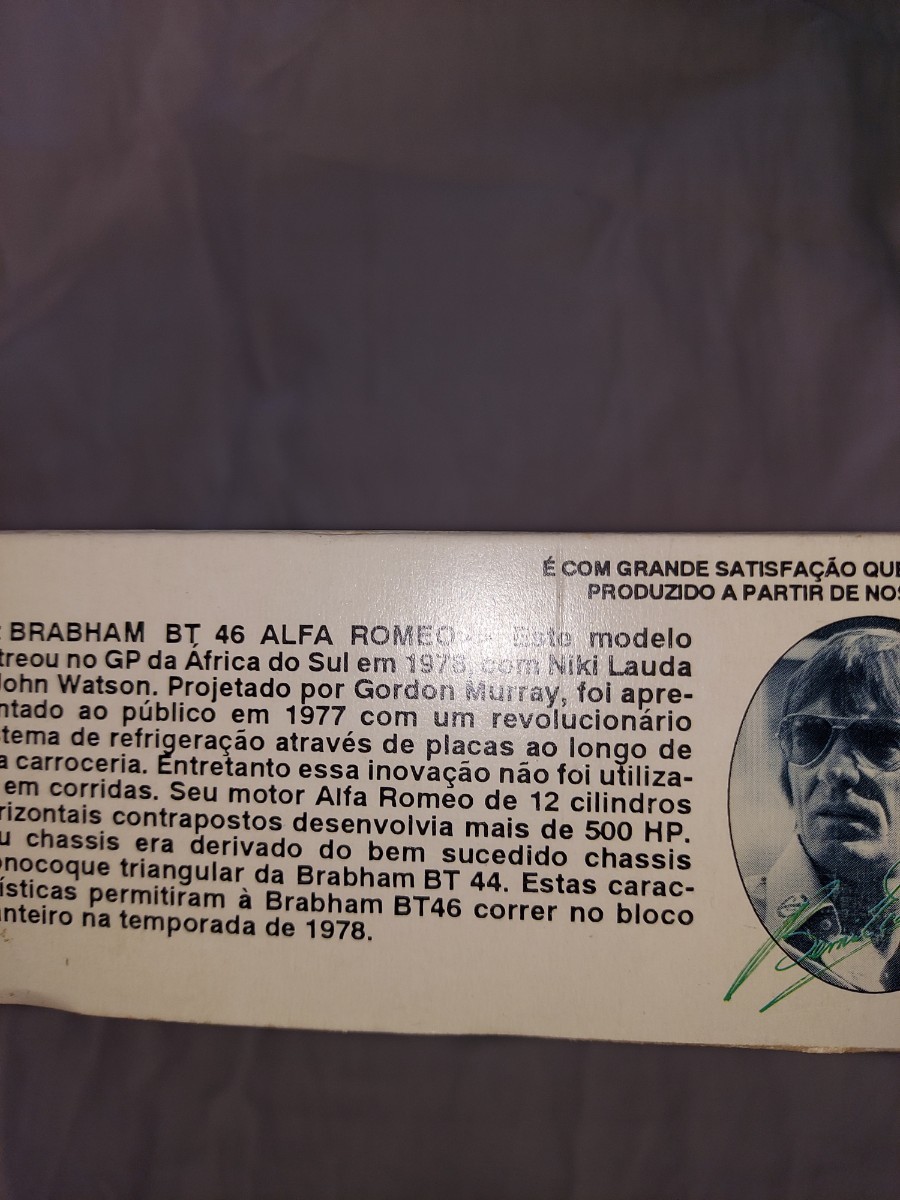 É COM GRANDE SATISFAÇÃO QUE
PRODUZIDO A PARTIR DE NOS
: BRABHAM BT 46 ALFA ROMEO -- Este modelo
treou no GP da África do Sul em 1978, com Niki Lauda
John Watson. Projetado por Gordon Murray, foi apre-
ntado ao público em 1977 com um revolucionário
stema de refrigeração através de placas ao longo de
a carroceria. Entretanto essa inovação não foi utiliza-
em corridas. Seu motor Alfa Romeo de 12 cilindros
rizontais contrapostos desenvolvia mais de 500 HP.
u chassis era derivado do bem sucedido chassis
onocoque triangular da Brabham BT 44. Estas carac-
ísticas permitiram à Brabham BT46 correr no bloco
anteiro na temporada de 1978.